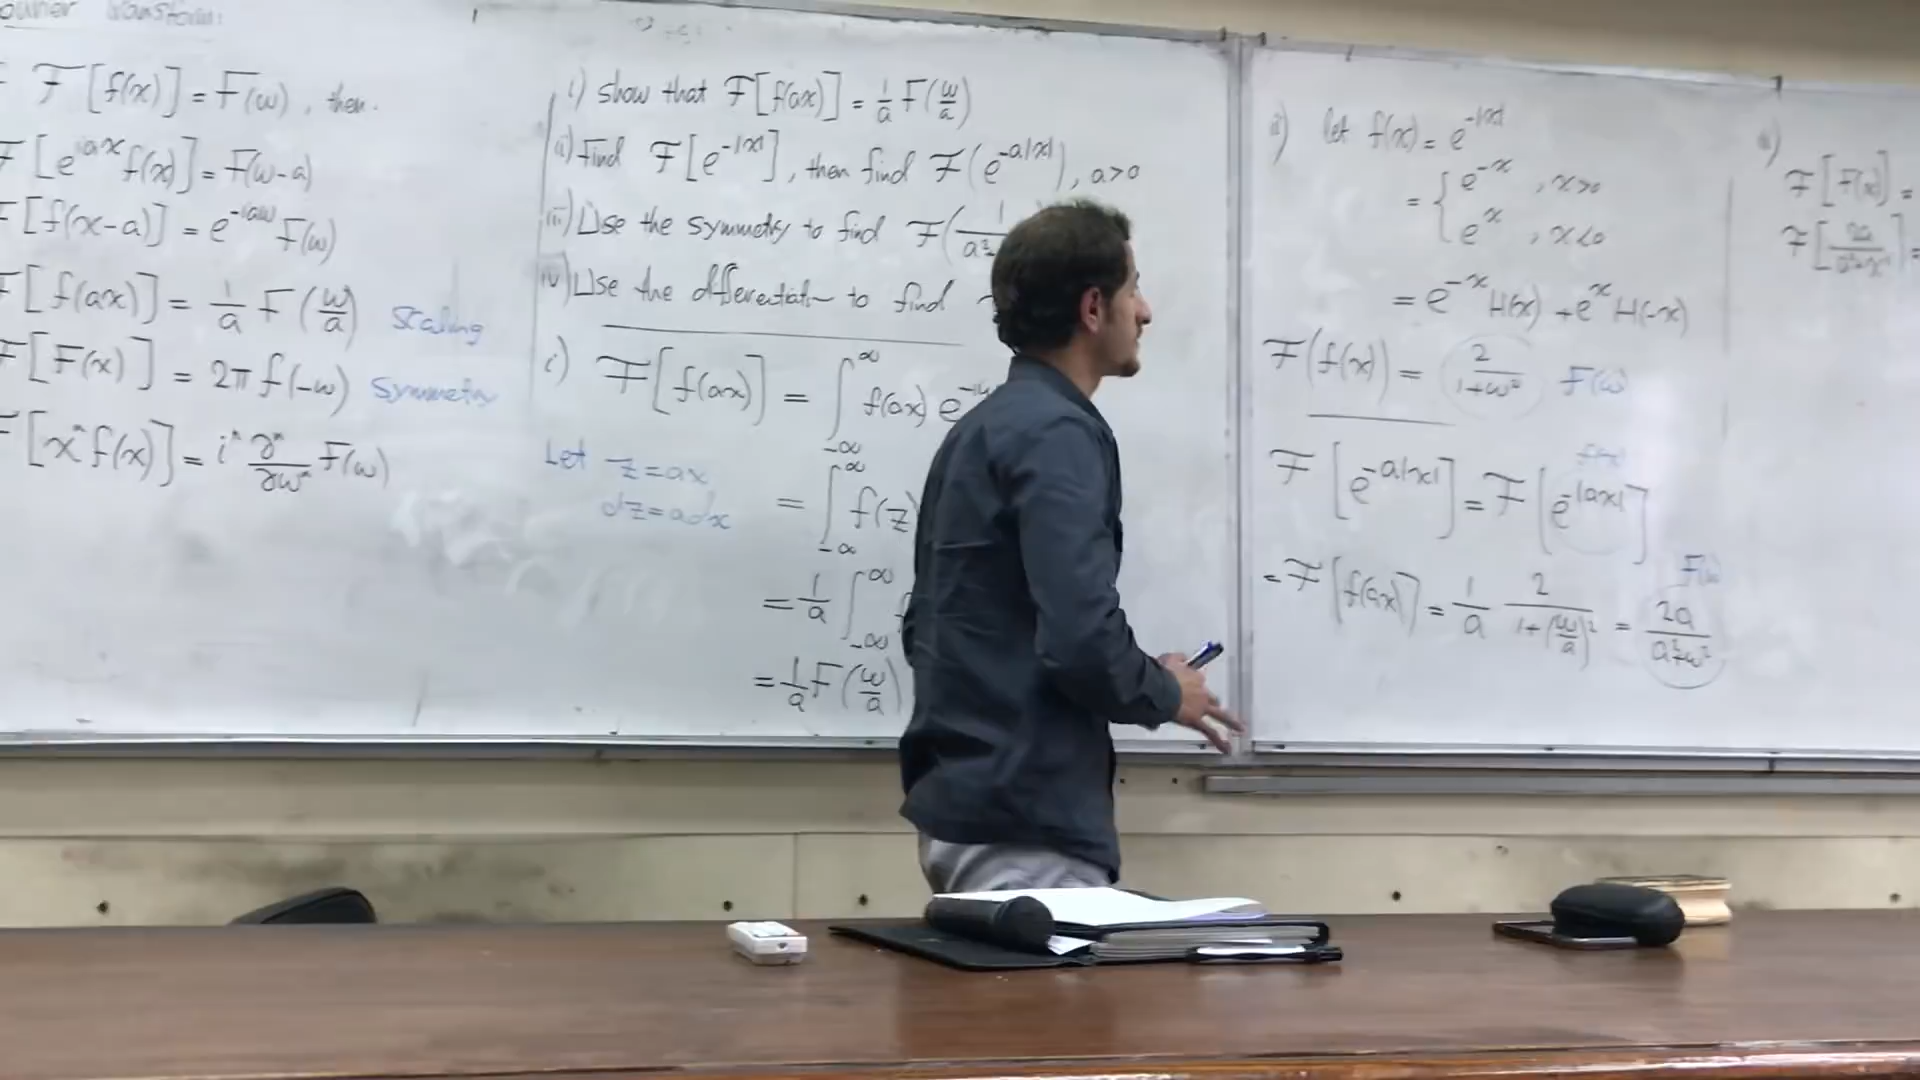 Fourier transform:
F[f(x)] = F(ω), then.
F[e^{iax} f(x)] = F(ω-a)
F[f(x-a)] = e^{-iaω} F(ω)
F[f(ax)] = 1/a F(ω/a) Scaling
F[F(x)] = 2π f(-ω) Symmetry
F[x^n f(x)] = i^n ∂^n/∂ω^n F(ω)
i) show that F[f(ax)] = 1/a F(ω/a)
ii) Find F[e^{-|x|}], then find F(e^{-a|x|}), a>0
iii) Use the symmetry to find F(1/a²
iv) Use the differentiation to find
i) F[f(ax)] = ∫_{-∞}^{∞} f(ax) e^{-iω
Let z = ax
dz = adx
= ∫_{-∞}^{∞} f(z)
= 1/a ∫_{-∞}^{∞}
= 1/a F(ω/a)
ii) let f(x) = e^{-|x|}
= { e^{-x} , x>0
e^{x} , x<0
= e^{-x} H(x) + e^{x} H(-x)
F(f(x)) = 2/(1+ω²) F(ω)
f(x)
F[e^{-a|x|}] = F[e^{-|ax|}]
F(ω)
= F[f(ax)] = 1/a 2/(1+(ω/a)²) = 2a/(a²+ω²)
F[F(x)] =
F[2a/(a²+x²)] =